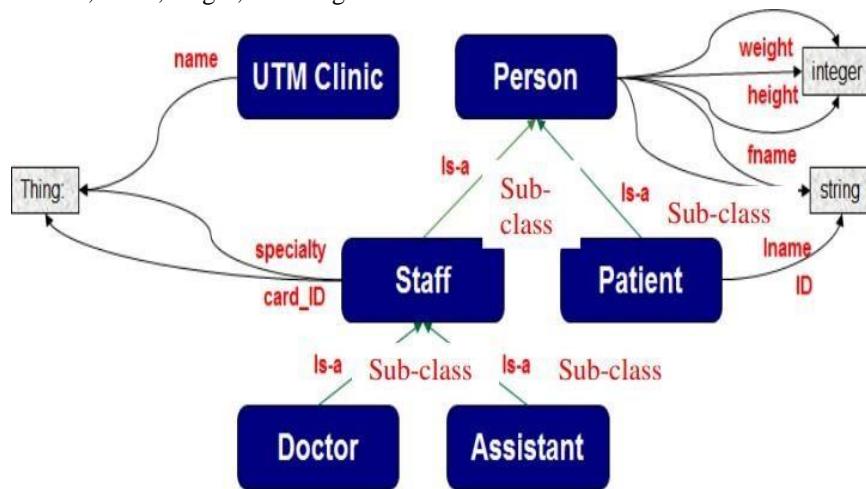 name
UTM Clinic
Person
weight
integer
height
fname
Is-a
Sub-
class
Is-a
Sub-class
string
Thing:
specialty
card_ID
Staff
Patient
lname
ID
Is-a
Sub-class
Is-a
Sub-class
Doctor
Assistant